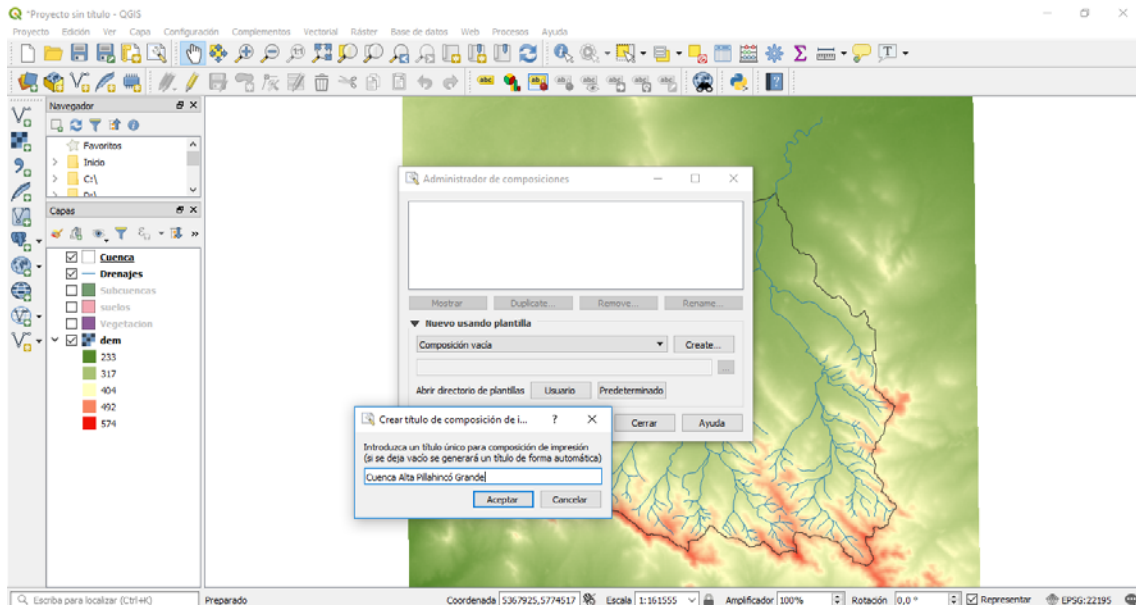 *Proyecto sin título - QGIS
Proyecto Edición Ver Capa Configuración Complementos Vectorial Ráster Base de datos Web Procesos Ayuda
Navegador
Favoritos
Inicio
C:\
D:\
Capas
Cuenca
Drenajes
Subcuencas
suelos
Vegetacion
dem
233
317
404
492
574
Administrador de composiciones
Mostrar Duplicate... Remove... Rename...
Nuevo usando plantilla
Composición vacía Create...
...
Abrir directorio de plantillas Usuario Predeterminado
Cerrar Ayuda
Crear título de composición de i... ?
Introduzca un título único para composición de impresión
(si se deja vacío se generará un título de forma automática)
Cuenca Alta Pillahincó Grande
Aceptar Cancelar
Escriba para localizar (Ctrl+K) Preparado Coordenada 5367925,5774517 Escala 1:161555 Amplificador 100% Rotación 0,0 ° Representar EPSG:22195